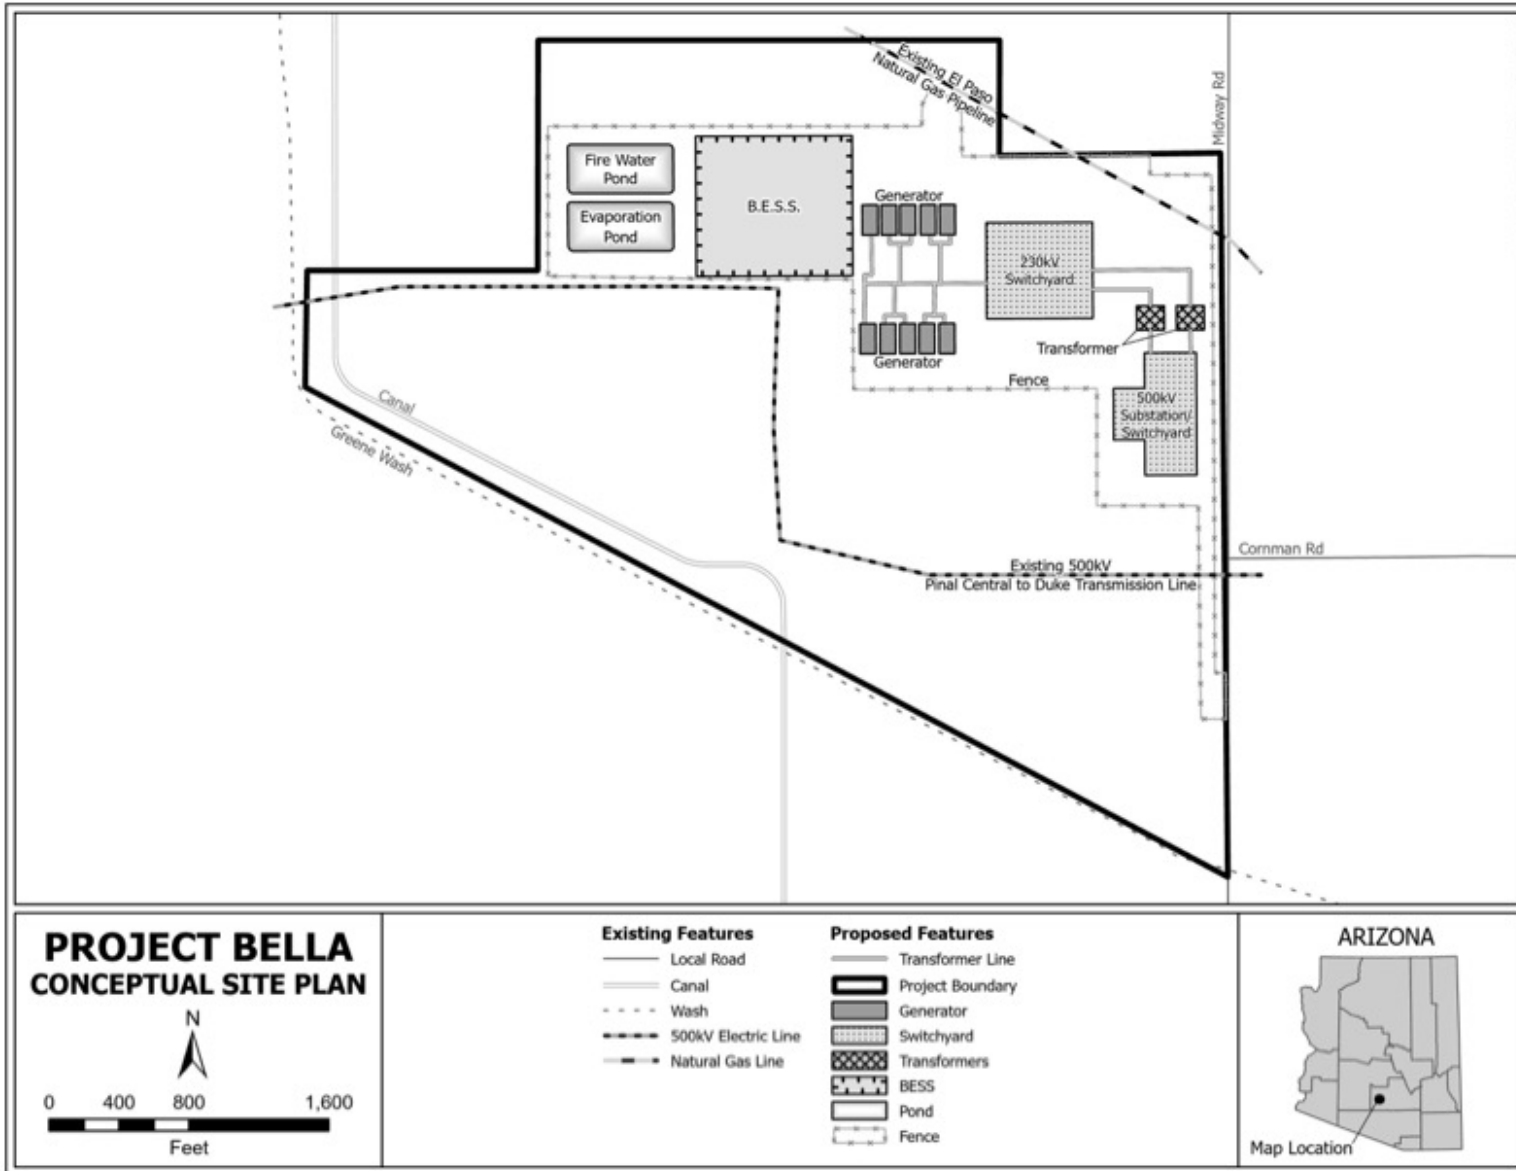 Existing El Paso
Natural Gas Pipeline
Midway Rd
Fire Water
Pond
Evaporation
Pond
B.E.S.S.
Generator
230kV
Switchyard
Transformer
Generator
Fence
500kV
Substation/
Switchyard
Canal
Greene Wash
Cornman Rd
Existing 500kV
Pinal Central to Duke Transmission Line
PROJECT BELLA
CONCEPTUAL SITE PLAN
N
0 400 800 1,600
Feet
Existing Features
Local Road
Canal
Wash
500kV Electric Line
Natural Gas Line
Proposed Features
Transformer Line
Project Boundary
Generator
Switchyard
Transformers
BESS
Pond
Fence
ARIZONA
Map Location